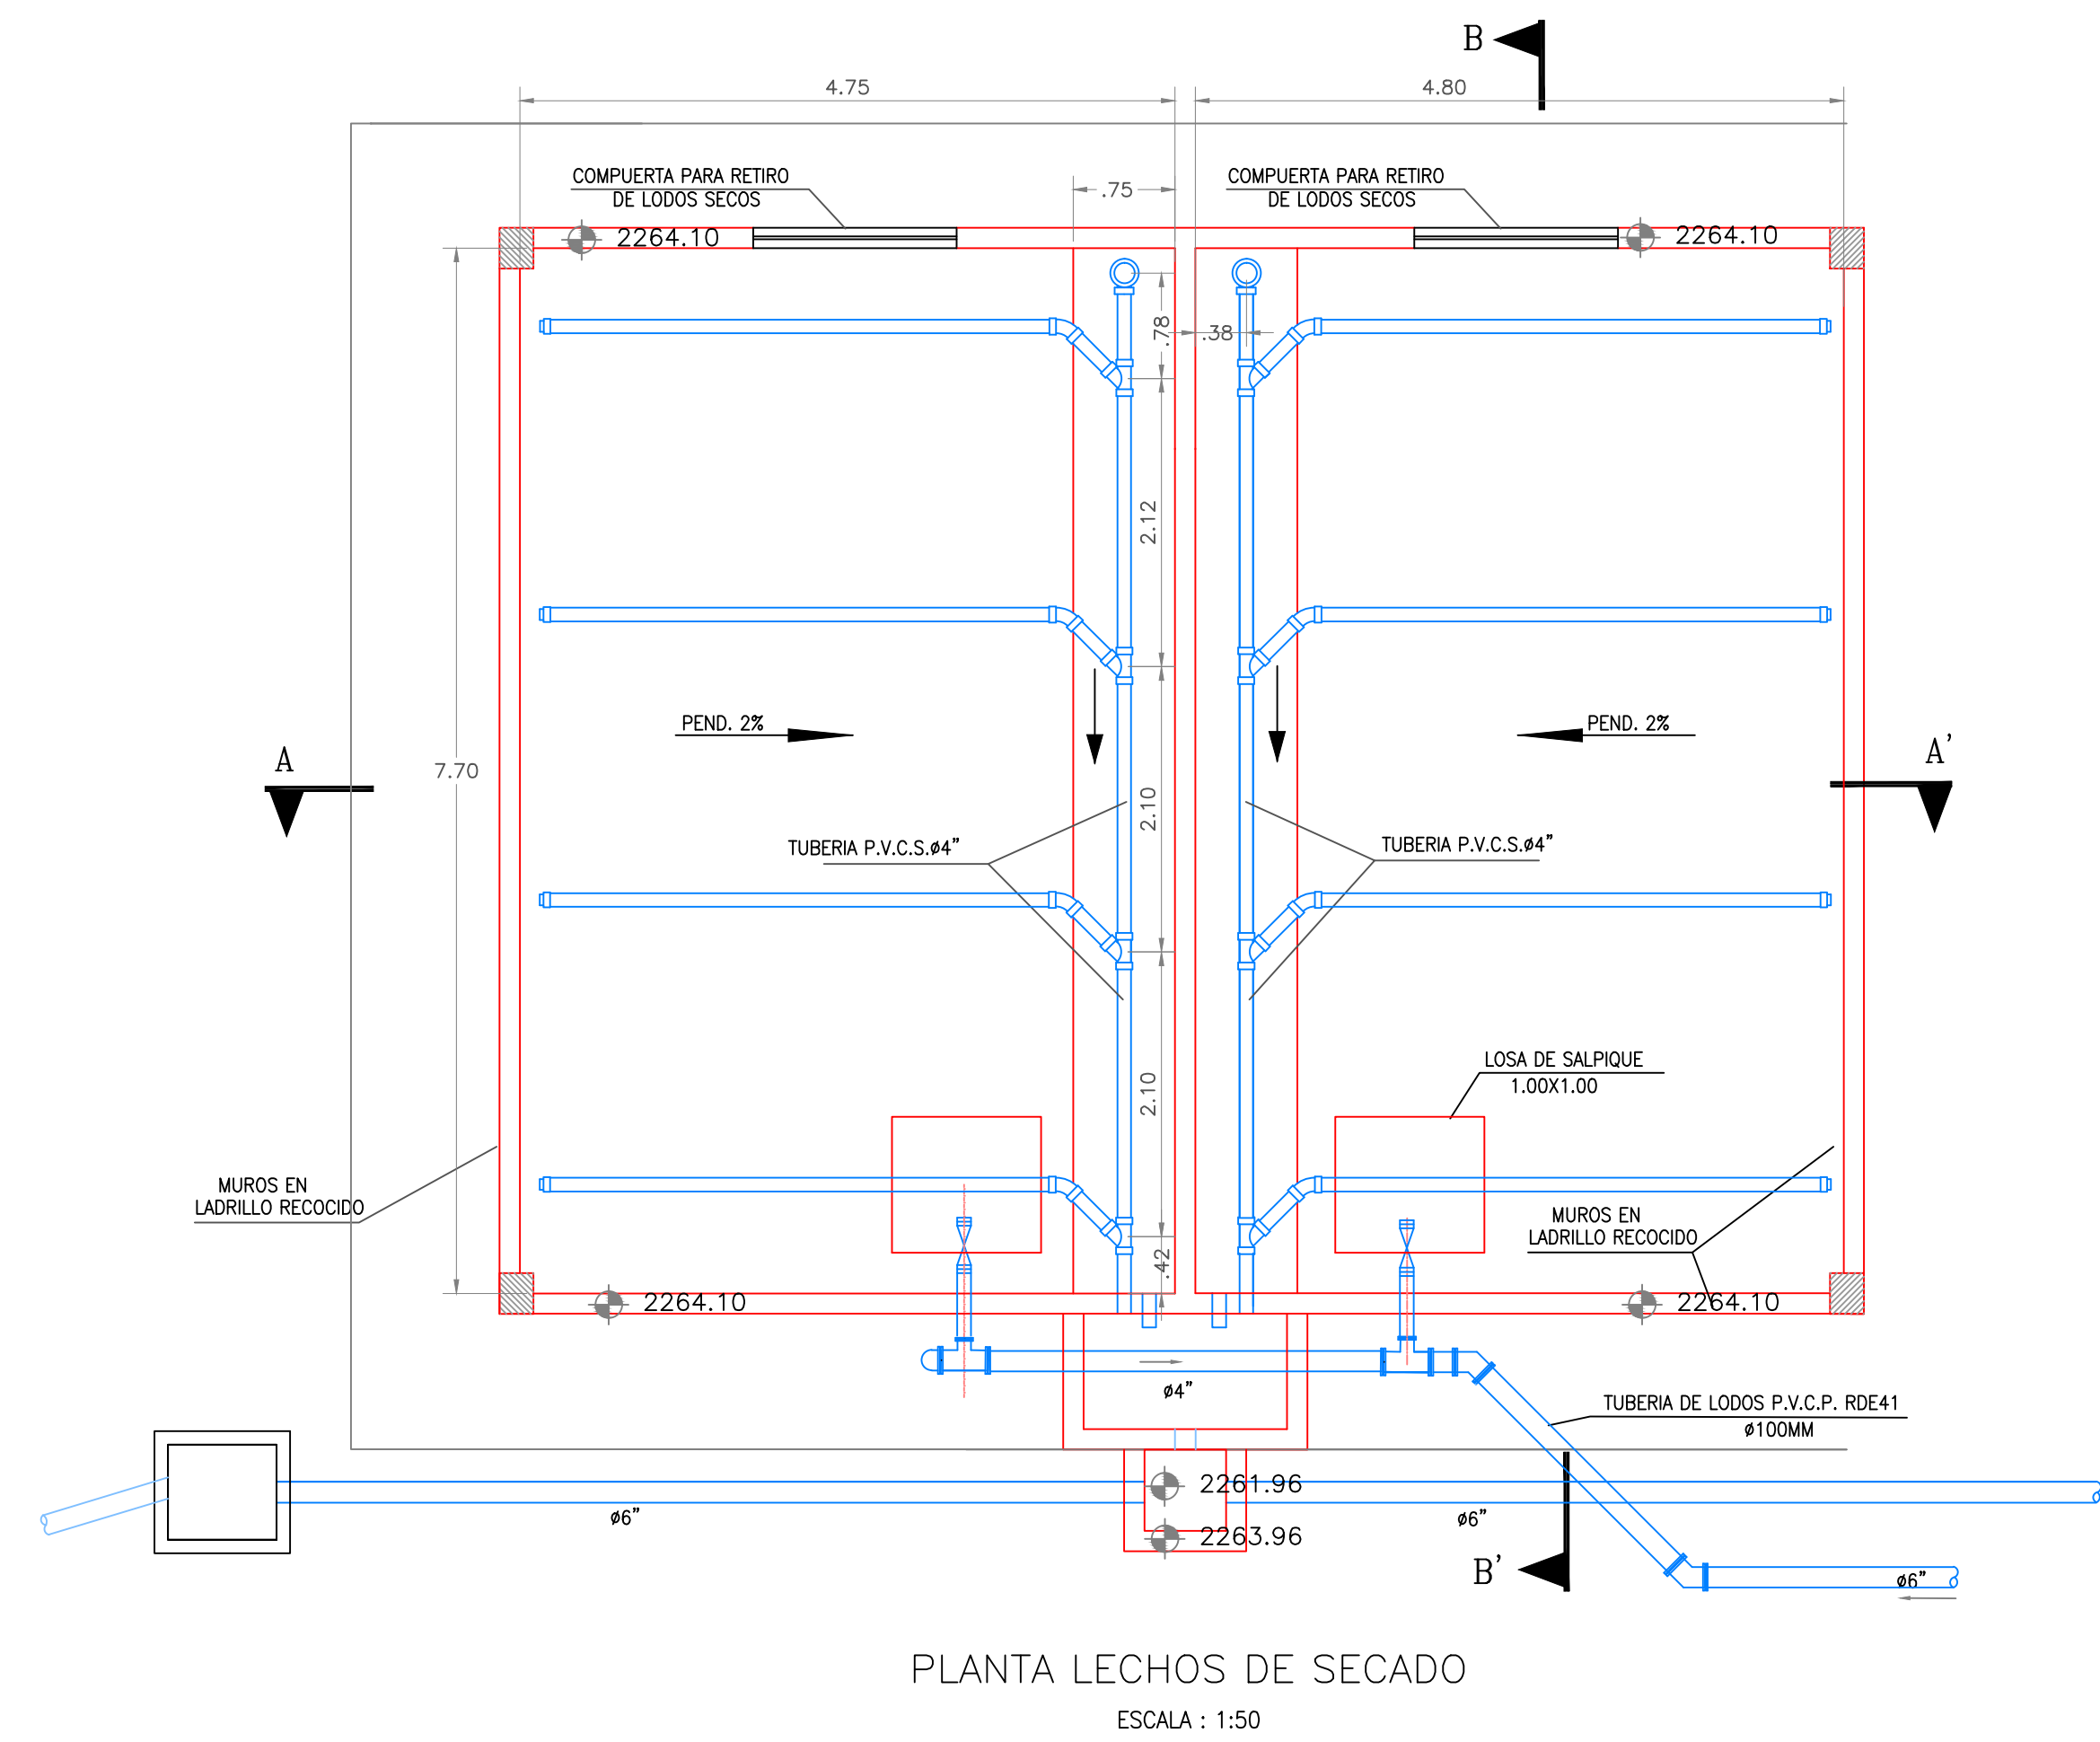 B
4.75
4.80
COMPUERTA PARA RETIRO
DE LODOS SECOS
.75
COMPUERTA PARA RETIRO
DE LODOS SECOS
2264.10
2264.10
.78
.38
2.12
PEND. 2%
PEND. 2%
A
A'
7.70
2.10
TUBERIA P.V.C.S.ø4"
TUBERIA P.V.C.S.ø4"
LOSA DE SALPIQUE
1.00X1.00
2.10
MUROS EN
LADRILLO RECOCIDO
MUROS EN
LADRILLO RECOCIDO
.42
2264.10
2264.10
ø4"
TUBERIA DE LODOS P.V.C.P. RDE41
ø100MM
2261.96
ø6"
ø6"
2263.96
B'
ø6"
PLANTA LECHOS DE SECADO
ESCALA : 1:50